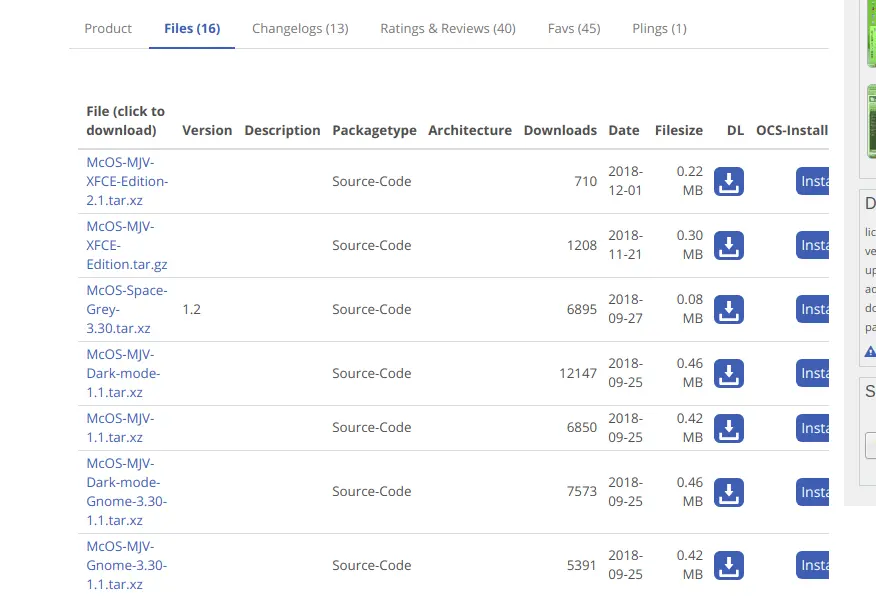 Product Files (16) Changelogs (13) Ratings & Reviews (40) Favs (45) Plings (1)
File (click to
download) Version Description Packagetype Architecture Downloads Date Filesize DL OCS-Install
McOS-MJV-
XFCE-Edition-
2.1.tar.xz
Source-Code
710
2018-
12-01
0.22
MB
Insta
McOS-MJV-
XFCE-
Edition.tar.gz
Source-Code
1208
2018-
11-21
0.30
MB
Insta
McOS-Space-
Grey-
3.30.tar.xz
1.2
Source-Code
6895
2018-
09-27
0.08
MB
Insta
McOS-MJV-
Dark-mode-
1.1.tar.xz
Source-Code
12147
2018-
09-25
0.46
MB
Insta
McOS-MJV-
1.1.tar.xz
Source-Code
6850
2018-
09-25
0.42
MB
Insta
McOS-MJV-
Dark-mode-
Gnome-3.30-
1.1.tar.xz
Source-Code
7573
2018-
09-25
0.46
MB
Insta
McOS-MJV-
Gnome-3.30-
1.1.tar.xz
Source-Code
5391
2018-
09-25
0.42
MB
Insta
D
lic
ve
up
ad
do
pa
S